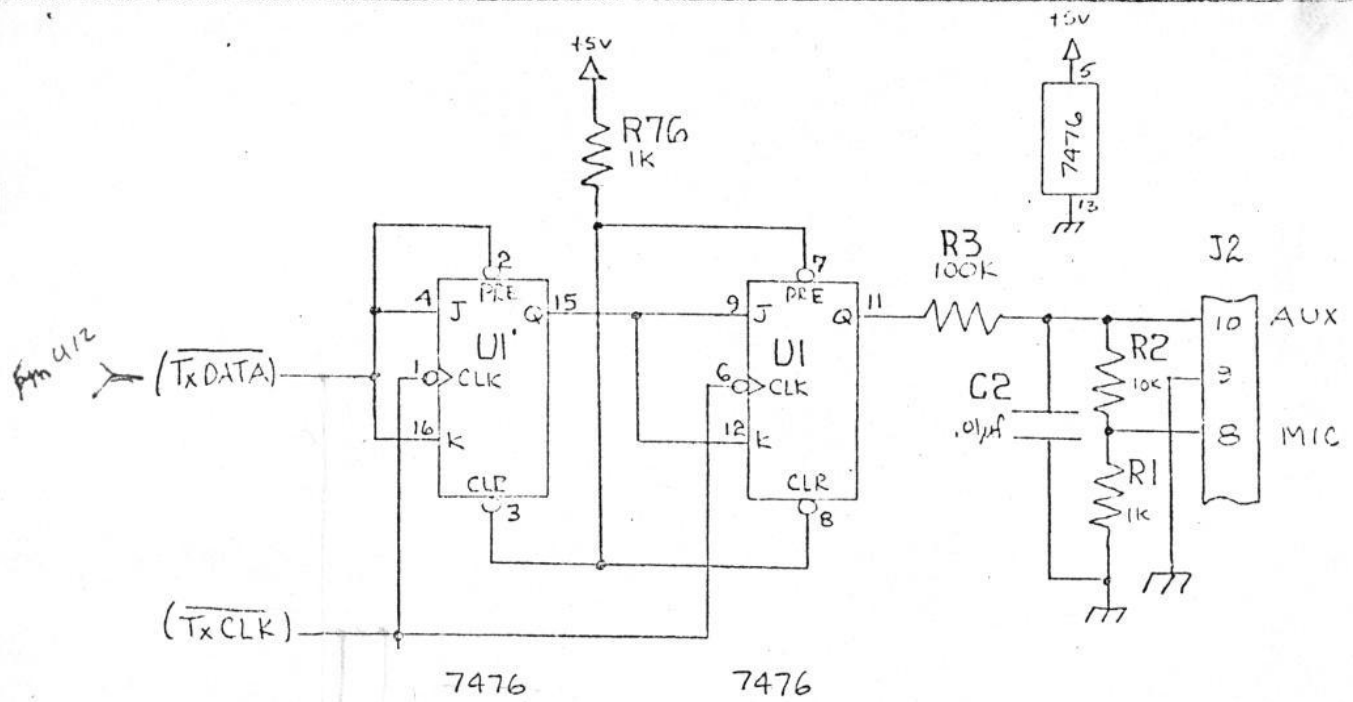 +5V
5
7476
13
+5V
R76
1K
R3
100K
J2
2
PRE
4
J
Q
15
U1
1
CLK
16
K
CLR
3
7
PRE
9
J
Q
11
U1
6
CLK
12
K
CLR
8
(TxDATA)
(TxCLK)
C2
.01µf
R2
10K
R1
1K
10
AUX
9
8
MIC
7476
7476